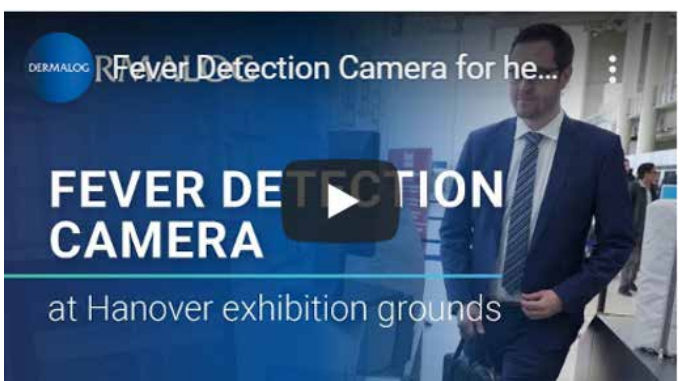 DERMALOG
Fever Detection Camera for he...
FEVER DETECTION
CAMERA
at Hanover exhibition grounds